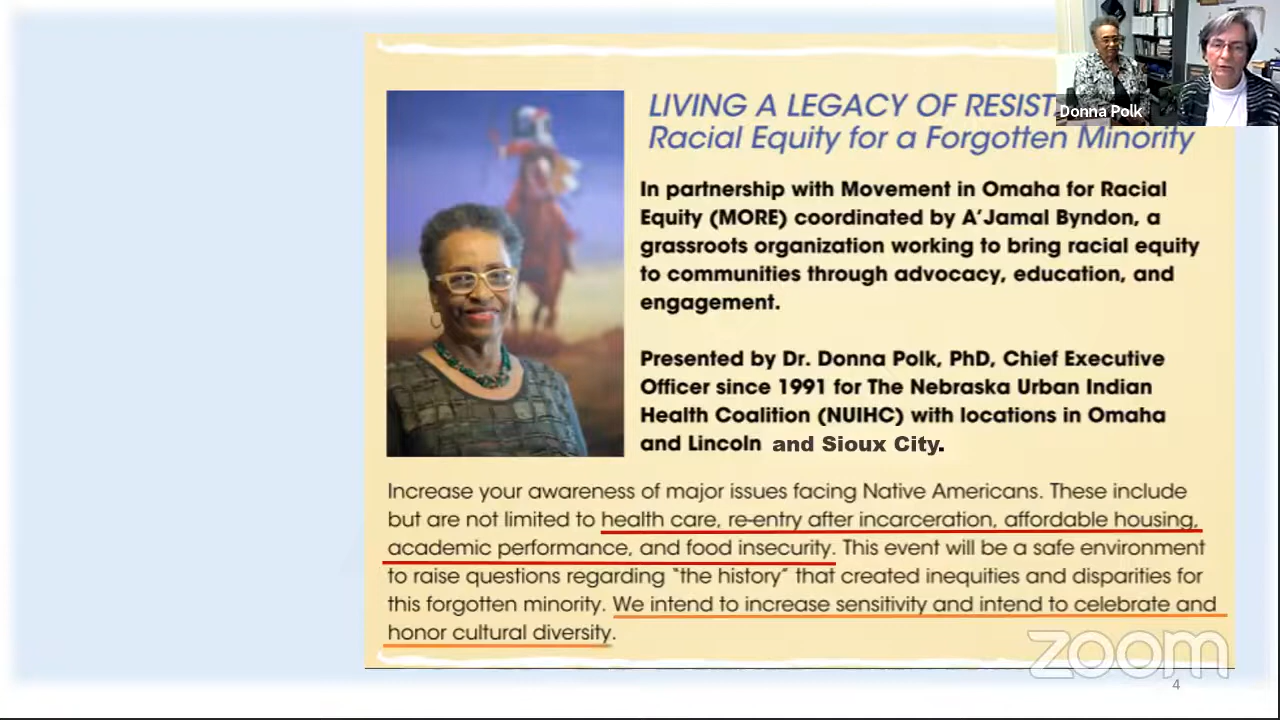 LIVING A LEGACY OF RESIST
Racial Equity for a Forgotten Minority
Donna Polk
In partnership with Movement in Omaha for Racial
Equity (MORE) coordinated by A'Jamal Byndon, a
grassroots organization working to bring racial equity
to communities through advocacy, education, and
engagement.
Presented by Dr. Donna Polk, PhD, Chief Executive
Officer since 1991 for The Nebraska Urban Indian
Health Coalition (NUIHC) with locations in Omaha
and Lincoln and Sioux City.
Increase your awareness of major issues facing Native Americans. These include
but are not limited to health care, re-entry after incarceration, affordable housing,
academic performance, and food insecurity. This event will be a safe environment
to raise questions regarding "the history" that created inequities and disparities for
this forgotten minority. We intend to increase sensitivity and intend to celebrate and
honor cultural diversity.
zoom
4